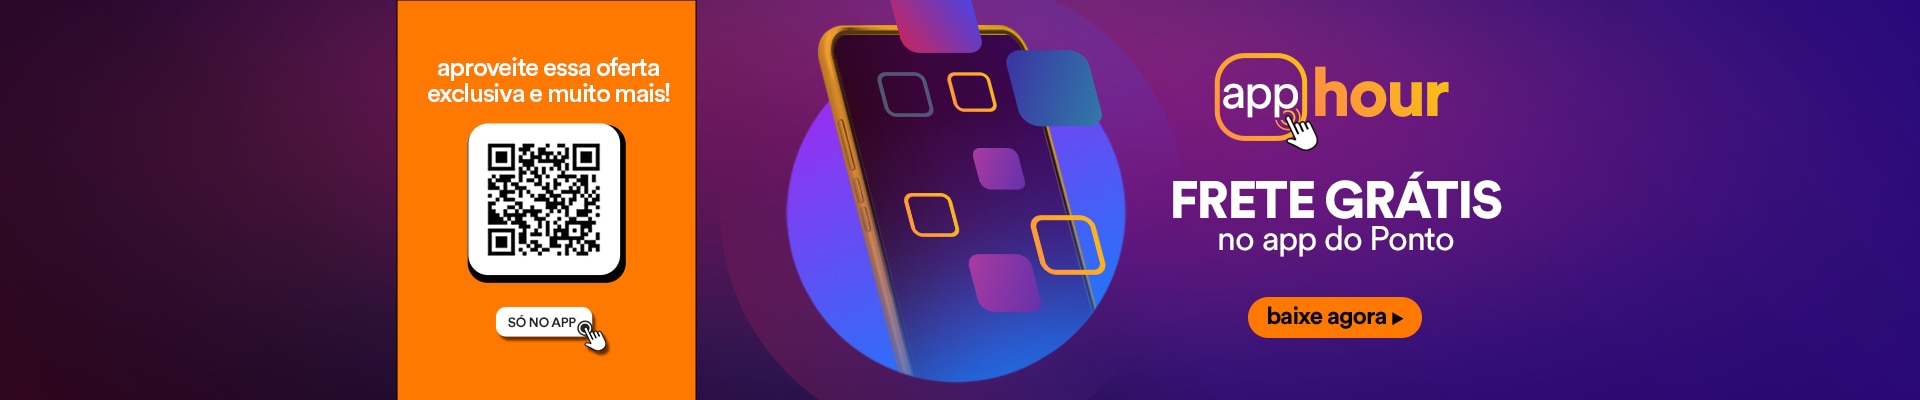 aproveite essa oferta
exclusiva e muito mais!
SÓ NO APP
app hour
FRETE GRÁTIS
no app do Ponto
baixe agora